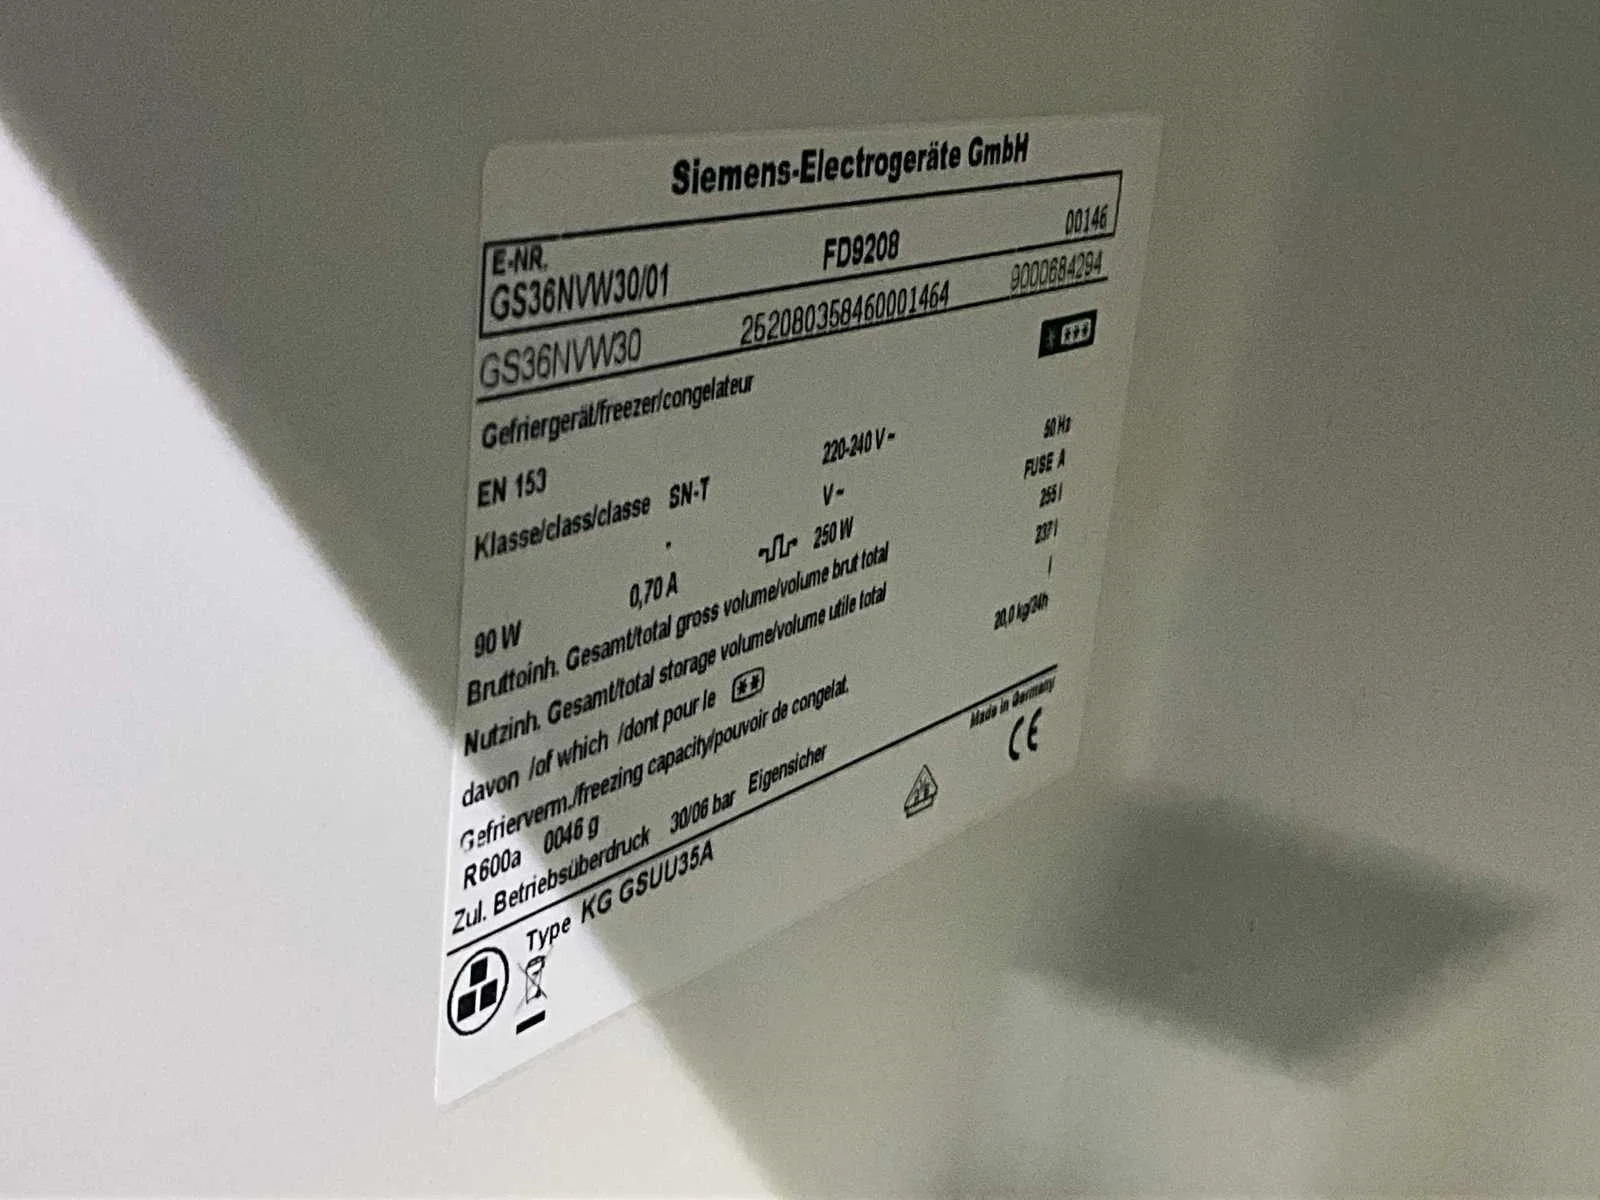 Siemens-Electrogeräte GmbH
E-NR.
GS36NVW30/01 FD9208 00146
GS36NVW30 252080358460001464 9000684294
Gefriergerät/freezer/congelateur
EN 153
Klasse/class/classe SN-T 220-240 V~ 50 Hz
V~ FUSE A
90 W 0,70 A 250 W
Bruttoinh. Gesamt/total gross volume/volume brut total 255 l
Nutzinh. Gesamt/total storage volume/volume utile total 237 l
davon /of which /dont pour le ** l
Gefrierverm./freezing capacity/pouvoir de congelat. 20,0 kg/24h
R600a 0046 g
Zul. Betriebsüberdruck 30/06 bar Eigensicher
Made in Germany
Type KG GSUU35A
CE